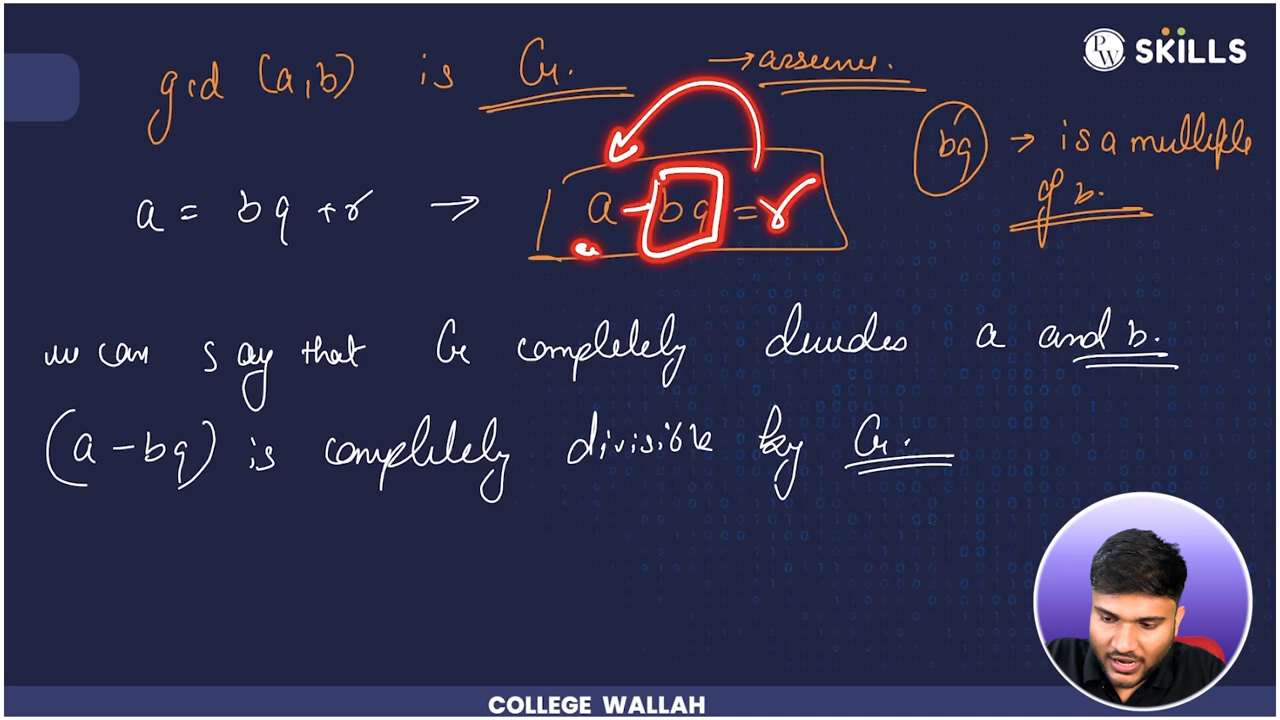 gcd (a,b) is G. → assume.
PW SKILLS
bq → is a multiple of b.
a = bq + r → a - bq = r
we can say that G completely divides a and b.
(a - bq) is completely divisible by G.
COLLEGE WALLAH